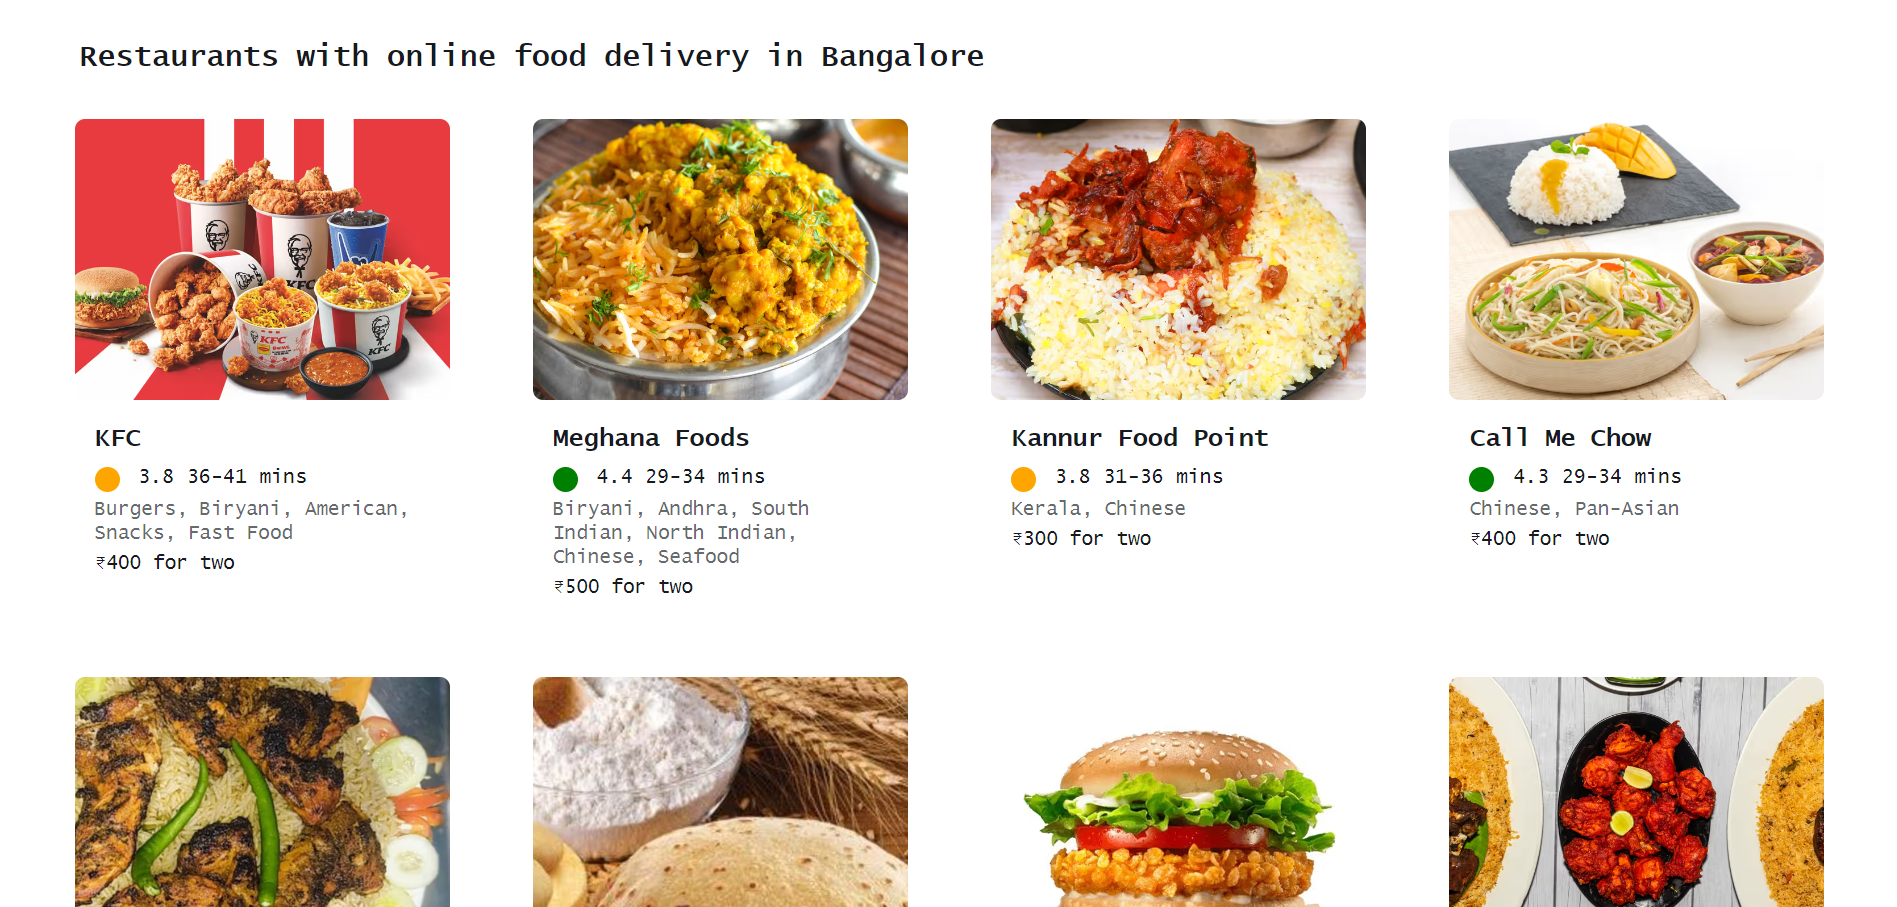 Restaurants with online food delivery in Bangalore
KFC
KFC
KFC
KFC
3.8 36-41 mins
Burgers, Biryani, American,
Snacks, Fast Food
₹400 for two
Meghana Foods
4.4 29-34 mins
Biryani, Andhra, South
Indian, North Indian,
Chinese, Seafood
₹500 for two
Kannur Food Point
3.8 31-36 mins
Kerala, Chinese
₹300 for two
Call Me Chow
4.3 29-34 mins
Chinese, Pan-Asian
₹400 for two